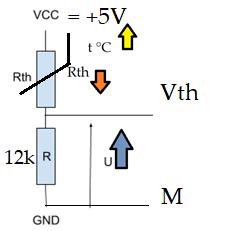 VCC = +5V
t °C
Rth Rth
Vth
12k R U
M
GND